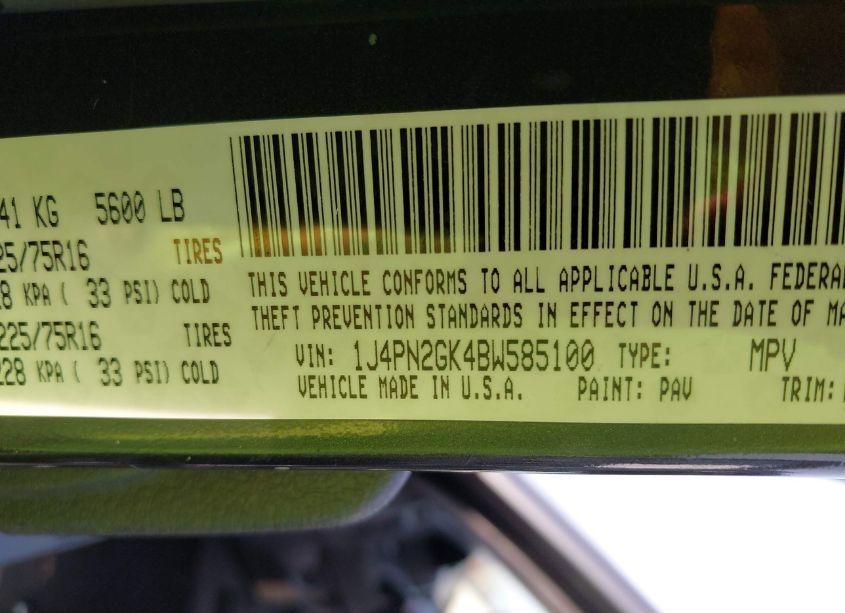 41 KG 5600 LB
25/75R16 TIRES
8 KPA ( 33 PSI) COLD
225/75R16 TIRES
228 KPA ( 33 PSI) COLD
THIS VEHICLE CONFORMS TO ALL APPLICABLE U.S.A. FEDERAL
THEFT PREVENTION STANDARDS IN EFFECT ON THE DATE OF MA
VIN: 1J4PN2GK4BW585100 TYPE: MPV
VEHICLE MADE IN U.S.A. PAINT: PAV TRIM: